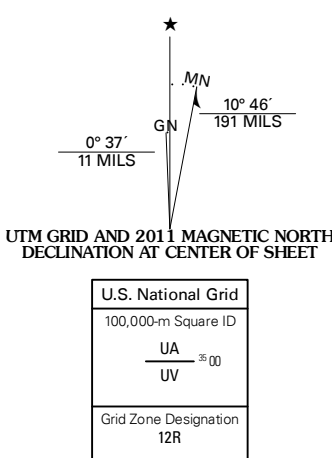 ★
MN
10° 46´
191 MILS
GN
0° 37´
11 MILS
UTM GRID AND 2011 MAGNETIC NORTH
DECLINATION AT CENTER OF SHEET
U.S. National Grid
100,000-m Square ID
UA
35 00
UV
Grid Zone Designation
12R